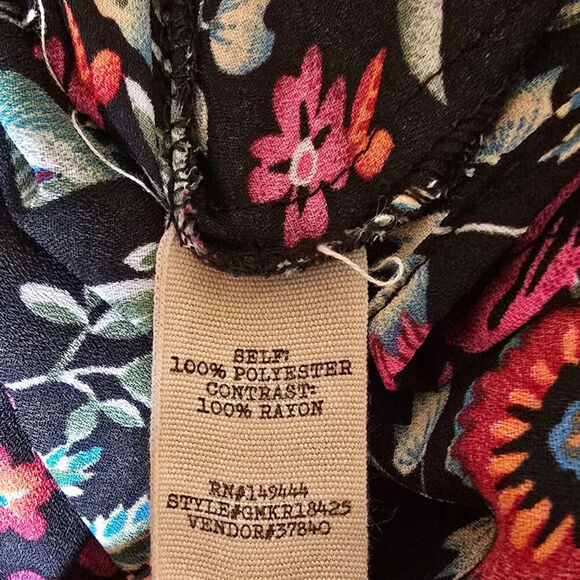 SELF:
100% POLYESTER
CONTRAST:
100% RAYON
RN#149444
STYLE#GMKR18425
VENDOR#37840